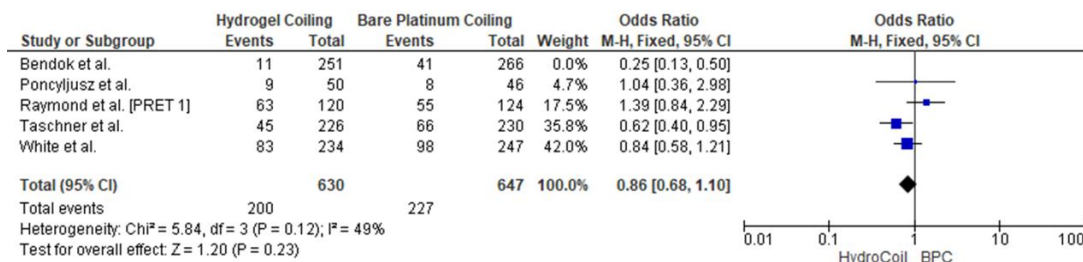 Hydrogel Coiling Bare Platinum Coiling Odds Ratio Odds Ratio
Study or Subgroup Events Total Events Total Weight M-H, Fixed, 95% CI M-H, Fixed, 95% CI
Bendok et al. 11 251 41 266 0.0% 0.25 [0.13, 0.50]
Poncyljusz et al. 9 50 8 46 4.7% 1.04 [0.36, 2.98]
Raymond et al. [PRET 1] 63 120 55 124 17.5% 1.39 [0.84, 2.29]
Taschner et al. 45 226 66 230 35.8% 0.62 [0.40, 0.95]
White et al. 83 234 98 247 42.0% 0.84 [0.58, 1.21]
Total (95% CI) 630 647 100.0% 0.86 [0.68, 1.10]
Total events 200 227
Heterogeneity: Chi² = 5.84, df = 3 (P = 0.12); I² = 49%
Test for overall effect: Z = 1.20 (P = 0.23)
0.01 0.1 1 10 100
HydroCoil BPC